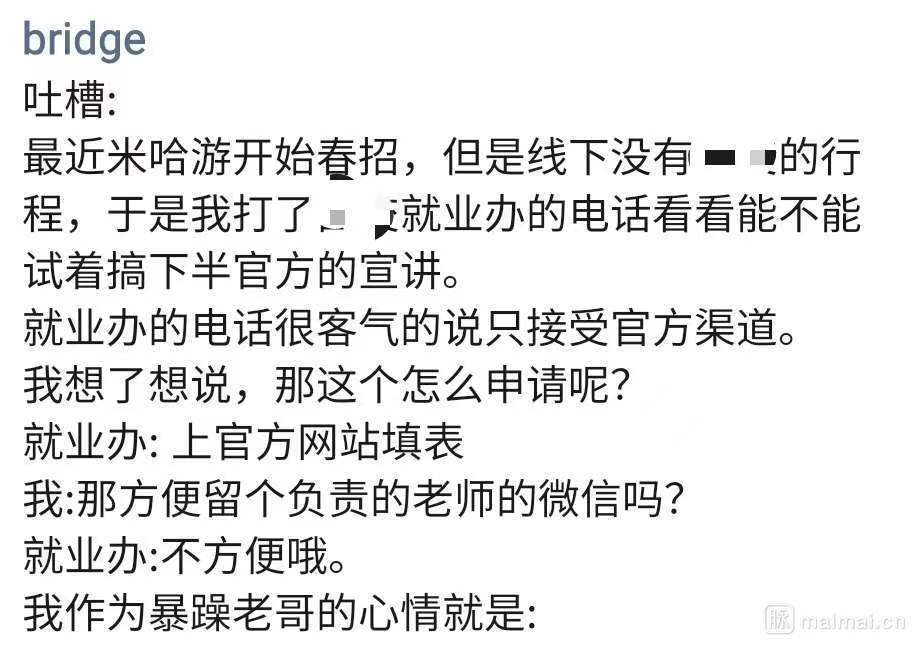 bridge
吐槽:
最近米哈游开始春招，但是线下没有的行
程，于是我打了就业办的电话看看能不能
试着搞下半官方的宣讲。
就业办的电话很客气的说只接受官方渠道。
我想了想说，那这个怎么申请呢？
就业办: 上官方网站填表
我:那方便留个负责的老师的微信吗？
就业办:不方便哦。
我作为暴躁老哥的心情就是:
脉 maimai.cn